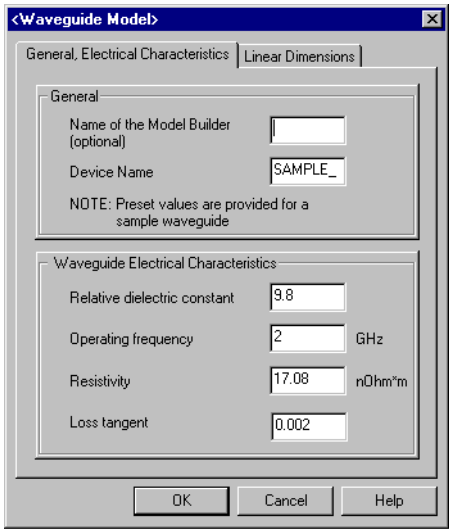 <Waveguide Model>
General, Electrical Characteristics
Linear Dimensions
General
Name of the Model Builder
(optional)
Device Name
SAMPLE_
NOTE: Preset values are provided for a
sample waveguide
Waveguide Electrical Characteristics
Relative dielectric constant
9.8
Operating frequency
2
GHz
Resistivity
17.08
nOhm*m
Loss tangent
0.002
OK
Cancel
Help